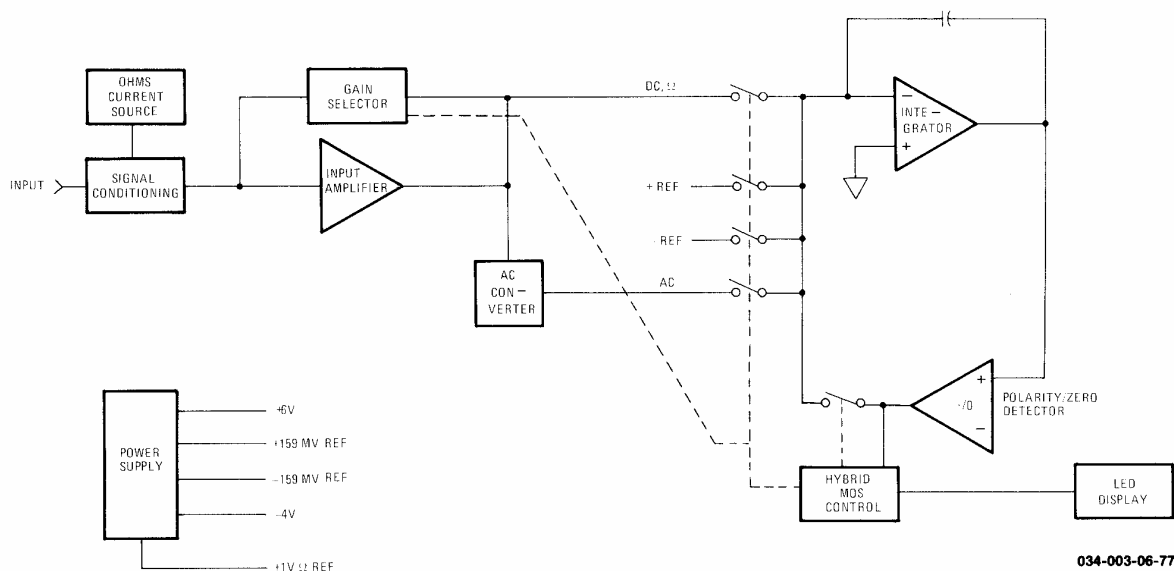 OHMS
CURRENT
SOURCE
GAIN
SELECTOR
DC, Ω
INTE-
GRATOR
−
+
INPUT
SIGNAL
CONDITIONING
INPUT
AMPLIFIER
+ REF
- REF
AC
CON-
VERTER
AC
POWER
SUPPLY
+6V
+159 MV REF
-159 MV REF
-4V
+1V Ω REF
+
-/0
−
POLARITY/ZERO
DETECTOR
HYBRID
MOS
CONTROL
LED
DISPLAY
034-003-06-77